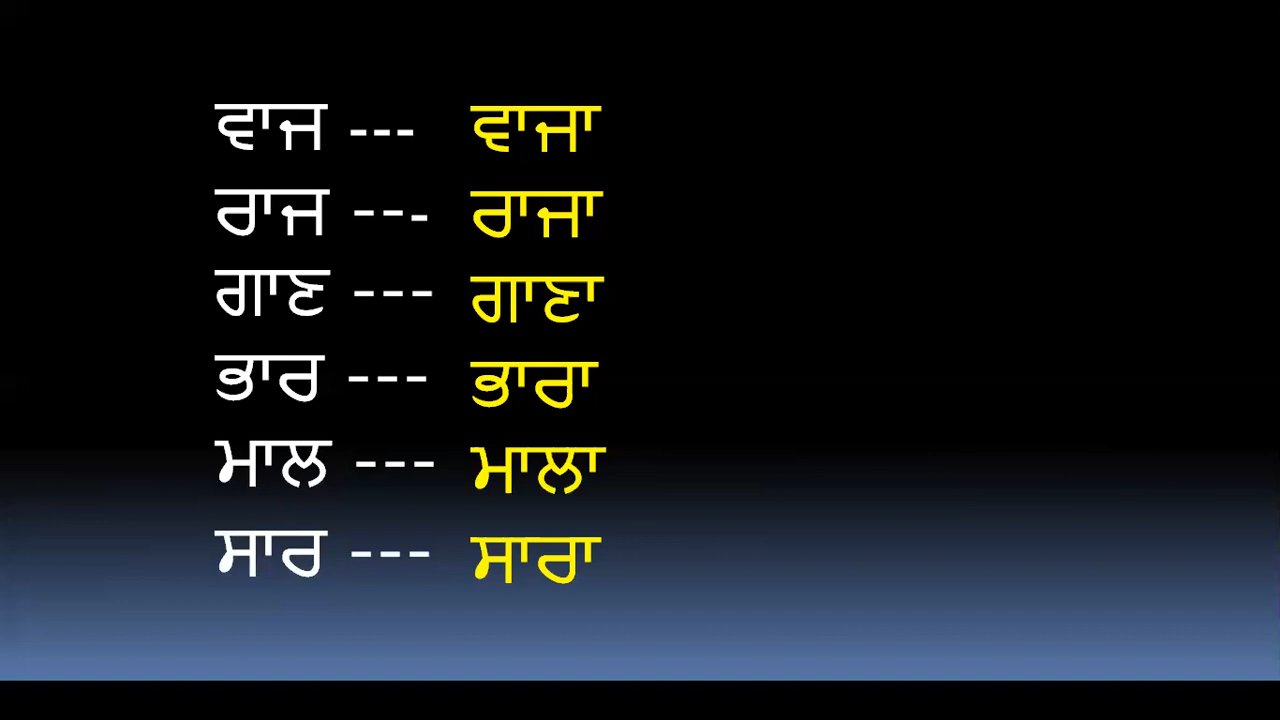 ਵਾਜ --- ਵਾਜਾ
ਰਾਜ --- ਰਾਜਾ
ਗਾਣ --- ਗਾਣਾ
ਭਾਰ --- ਭਾਰਾ
ਮਾਲ --- ਮਾਲਾ
ਸਾਰ --- ਸਾਰਾ